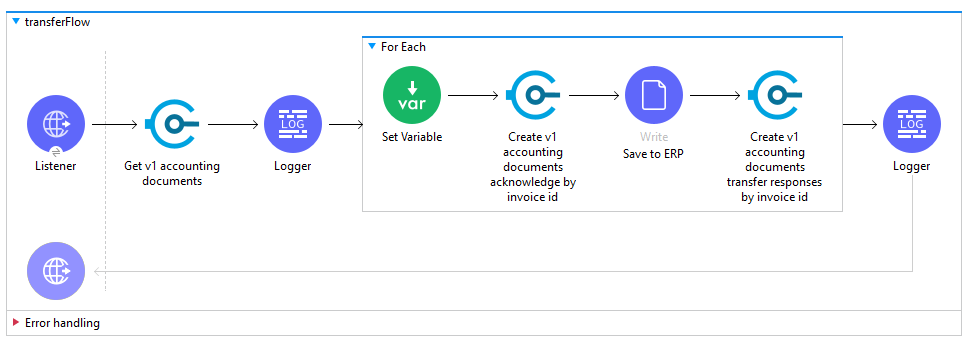 transferFlow
For Each
var
LOG
LOG
Set Variable
Create v1
accounting
documents
acknowledge by
invoice id
Write
Save to ERP
Create v1
accounting
documents
transfer responses
by invoice id
Listener
Get v1 accounting
documents
Logger
Logger
Error handling